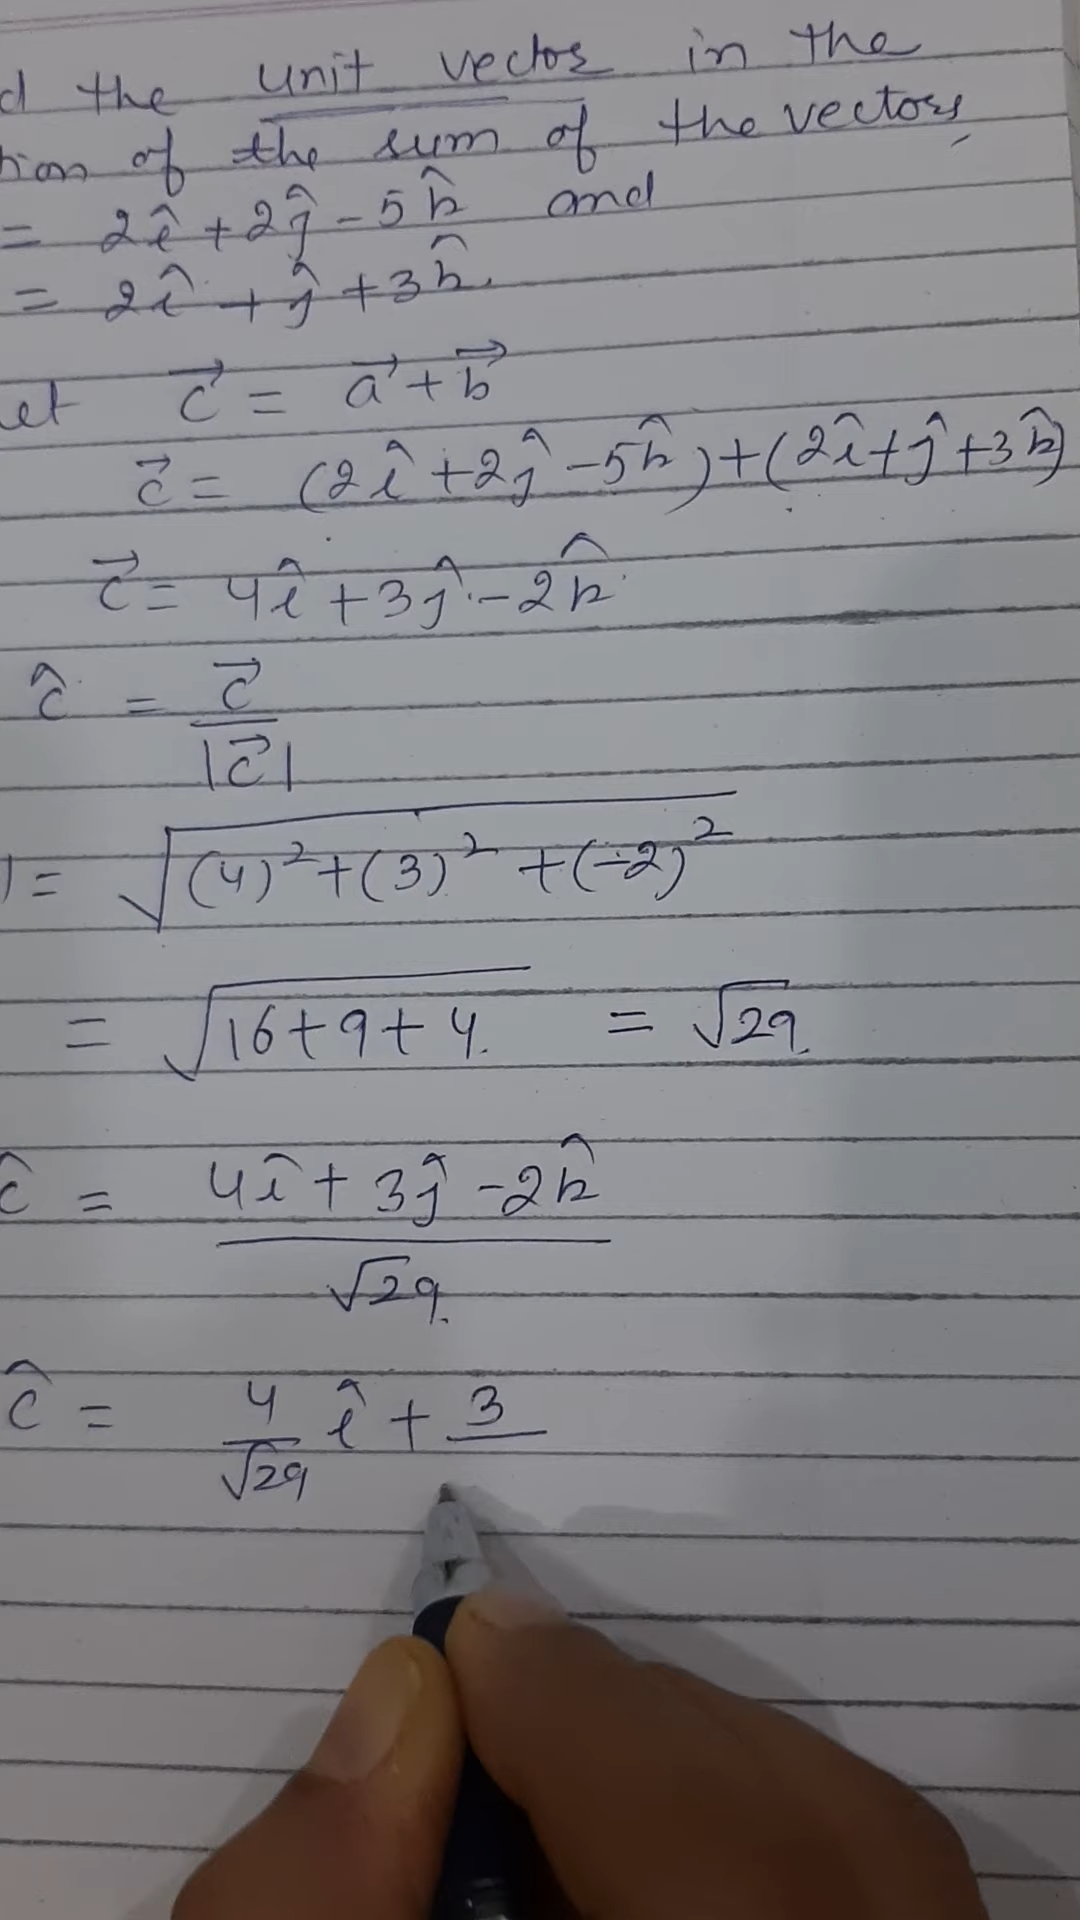 d the unit vector in the
tion of the sum of the vectors,
= 2î + 2ĵ - 5k̂ and
= 2î + ĵ + 3k̂.
et c⃗ = a⃗ + b⃗
c⃗ = (2î + 2ĵ - 5k̂) + (2î + ĵ + 3k̂)
c⃗ = 4î + 3ĵ - 2k̂
ĉ = c⃗ / |c⃗|
| = √((4)² + (3)² + (-2)²)
= √(16 + 9 + 4) = √29
ĉ = (4î + 3ĵ - 2k̂) / √29
ĉ = 4/√29 î + 3